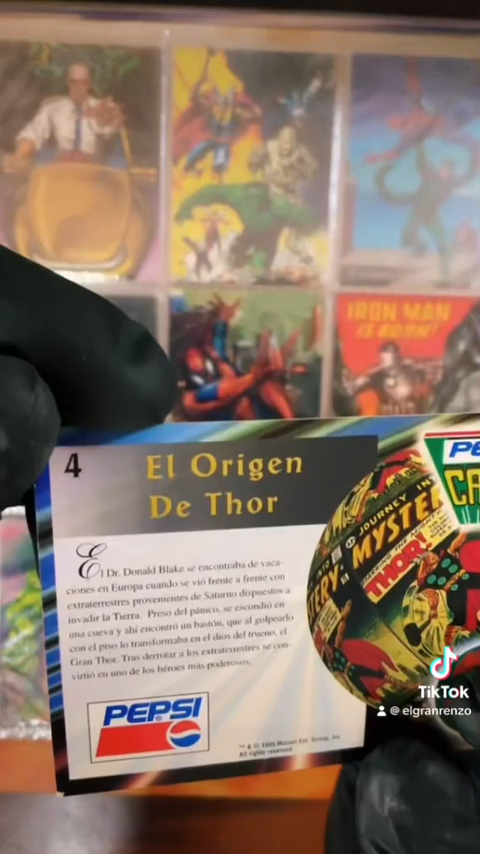 IRON MAN
IS BORN!
PE
CA
4
El Origen
De Thor
JOURNEY INT
MYSTE
THOR!
INTO
TERY
El Dr. Donald Blake se encontraba de vaca-
ciones en Europa cuando se vió frente a frente con
extraterrestres provenientes de Saturno dispuestos a
invadir la Tierra. Preso del pánico, se escondió en
una cueva y ahí encontró un bastón, que al golpearlo
con el piso lo transformaba en el dios del trueno, el
Gran Thor. Tras derrotar a los extraterrestres se con-
virtió en uno de los héroes más poderosos.
PEPSI
™ & © 1995 Marvel Ent. Group, Inc.
All rights reserved.
TikTok
@elgranrenzo